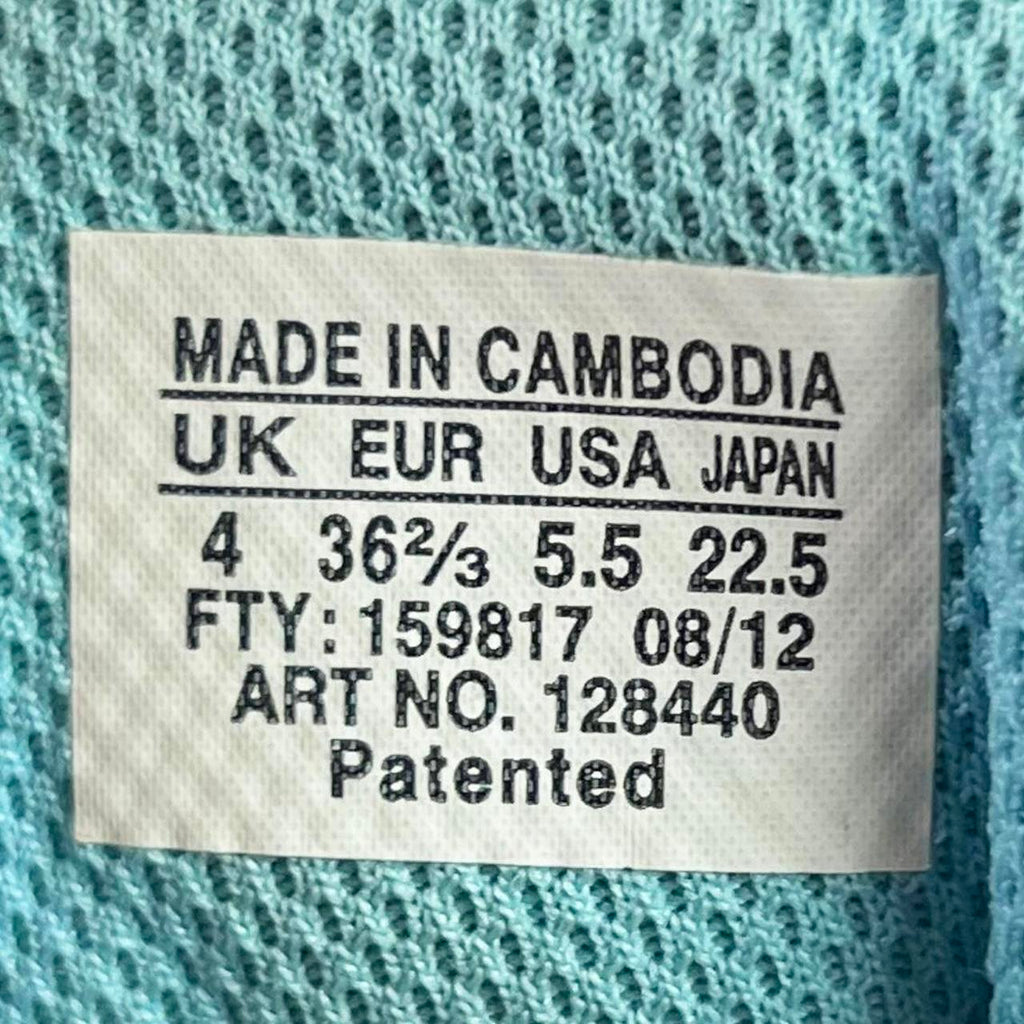 MADE IN CAMBODIA
UK EUR USA JAPAN
4 36⅔ 5.5 22.5
FTY: 159817 08/12
ART NO. 128440
Patented